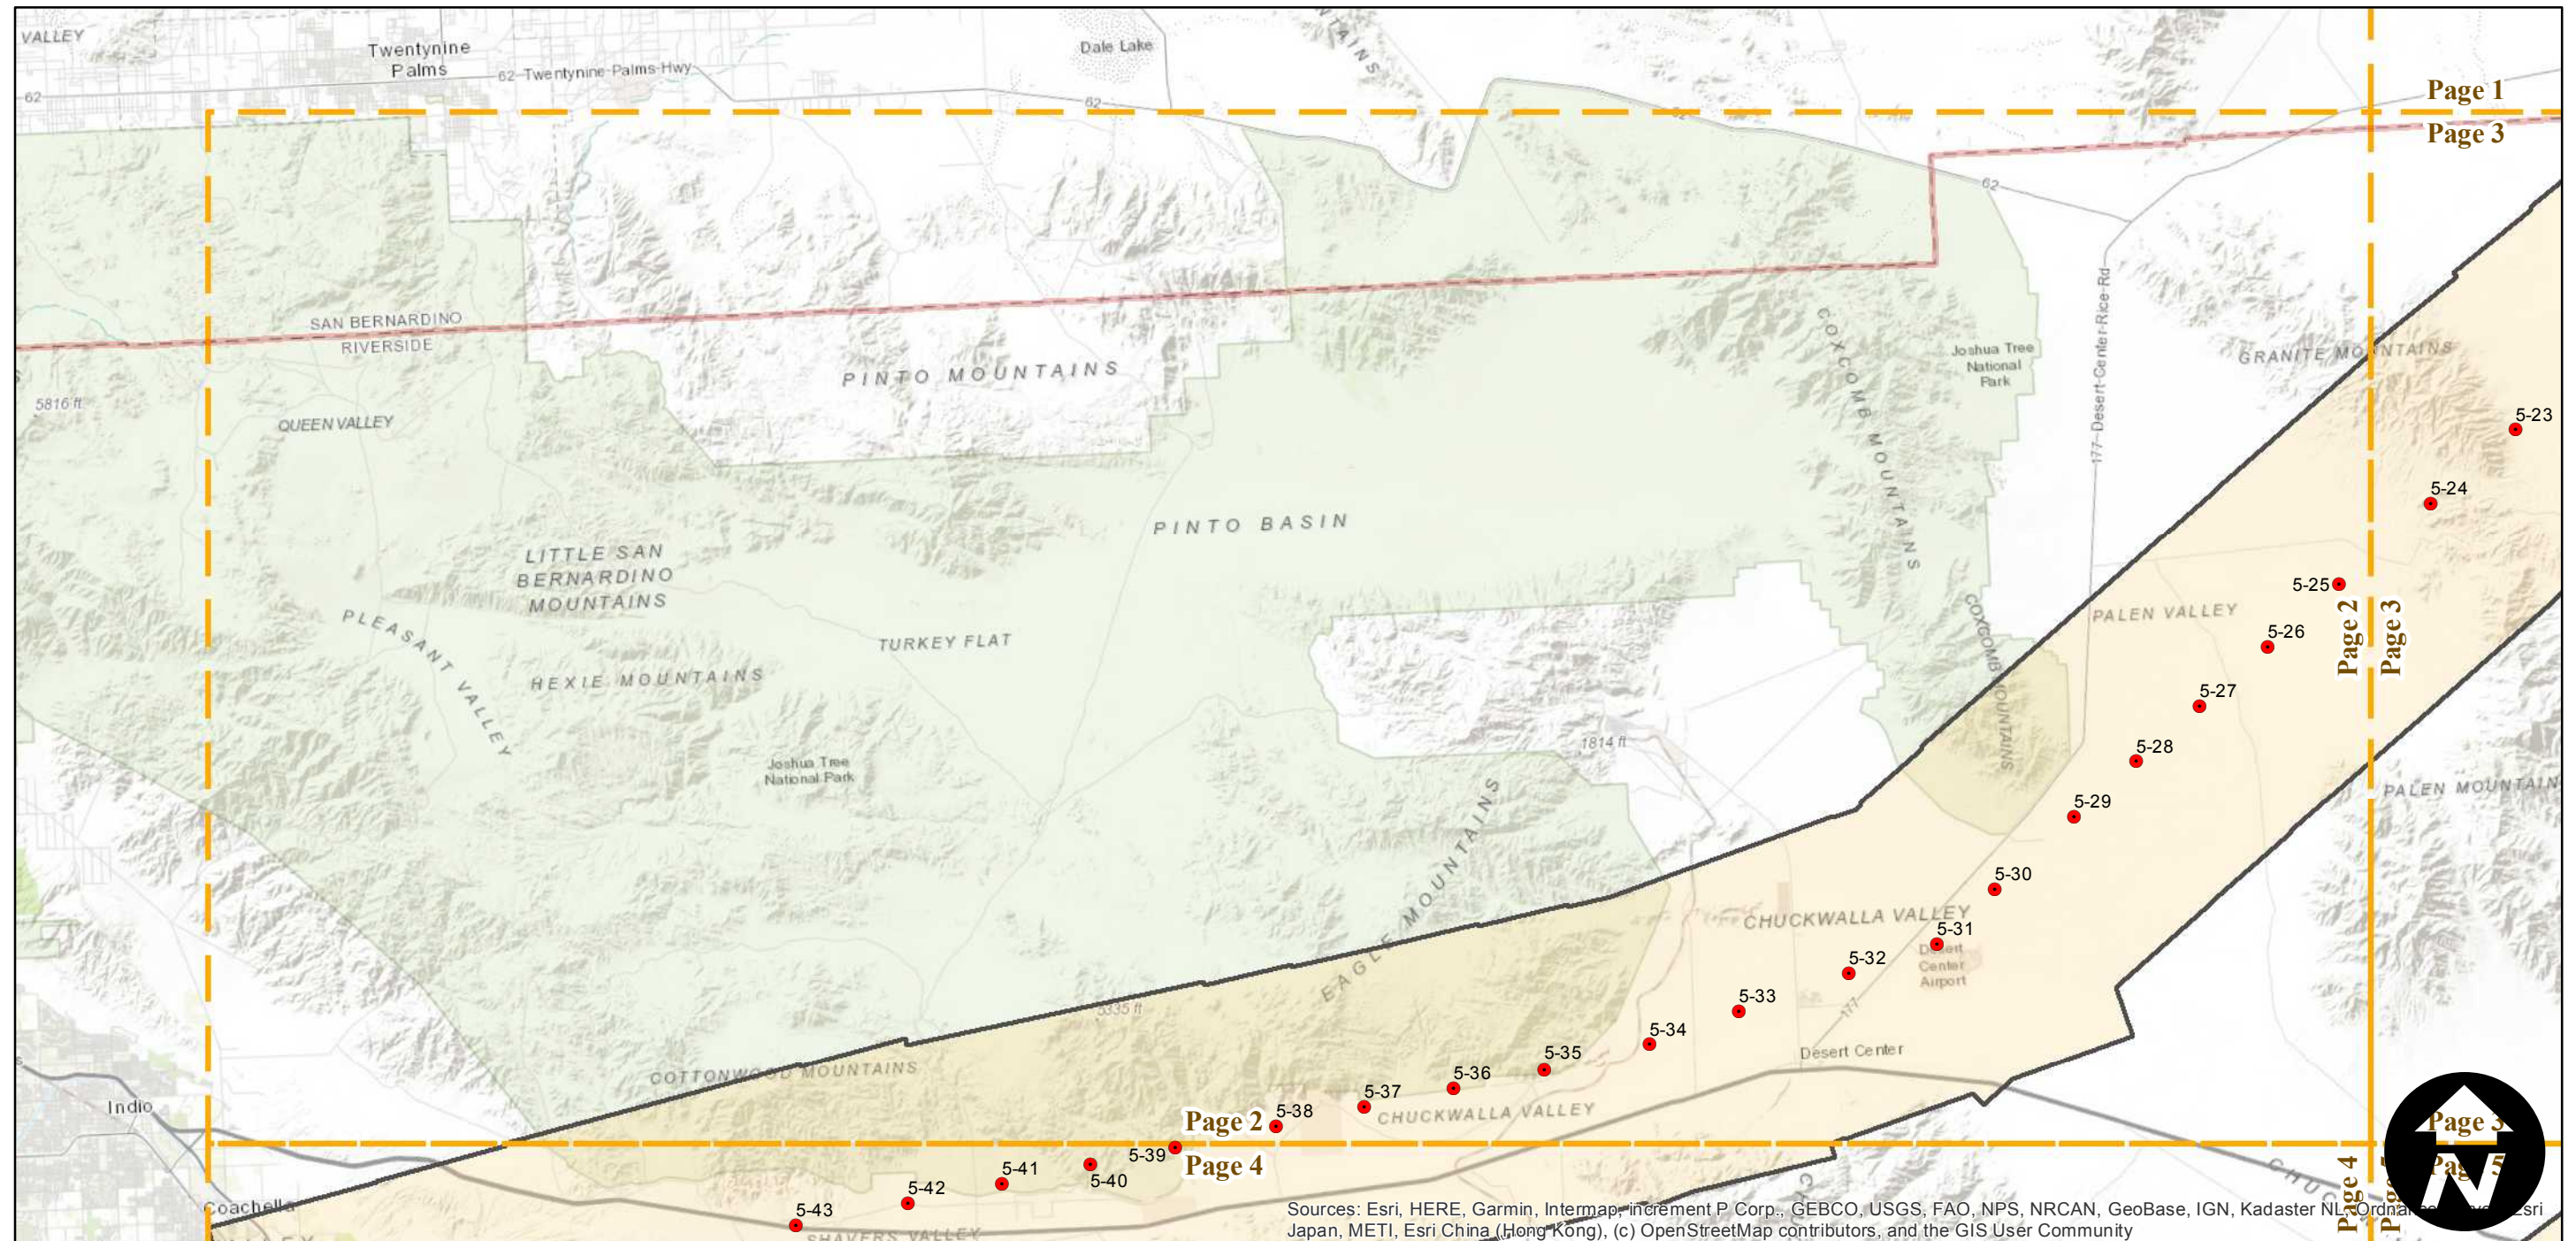 VALLEY
Twentynine
Palms
62-Twentynine-Palms-Hwy
Dale Lake
62
62
62
Page 1
Page 3
62
SAN BERNARDINO
RIVERSIDE
177-Desert-Center-Rice-Rd
COXCOMB MOUNTAINS
Joshua Tree
National
Park
GRANITE MOUNTAINS
PINTO MOUNTAINS
5816 ft
QUEEN VALLEY
5-23
5-24
PINTO BASIN
LITTLE SAN
BERNARDINO
MOUNTAINS
5-25
PLEASANT VALLEY
TURKEY FLAT
PALEN VALLEY
5-26
Page 2
Page 3
COXCOMB MOUNTAINS
HEXIE MOUNTAINS
5-27
1814 ft
5-28
Joshua Tree
National Park
PALEN MOUNTAIN
5-29
EAGLE MOUNTAINS
5-30
CHUCKWALLA VALLEY
5-31
Desert
Center
Airport
5-32
5-33
177
5335 ft
5-34
Desert Center
5-35
COTTONWOOD MOUNTAINS
5-36
5-37
Indio
5-38
CHUCKWALLA VALLEY
Page 2
Page 4
Page 3
5-39
5-40
5-41
5-42
5-43
Coachella
SHAVERS VALLEY
Page 4
N
Sources: Esri, HERE, Garmin, Intermap, increment P Corp., GEBCO, USGS, FAO, NPS, NRCAN, GeoBase, IGN, Kadaster NL, Esri
Japan, METI, Esri China (Hong Kong), (c) OpenStreetMap contributors, and the GIS User Community